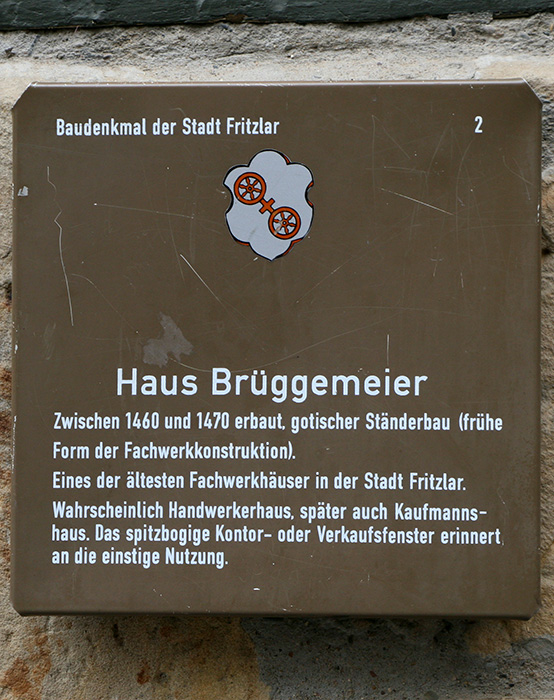 Baudenkmal der Stadt Fritzlar 2
Haus Brüggemeier
Zwischen 1460 und 1470 erbaut, gotischer Ständerbau (frühe
Form der Fachwerkkonstruktion).
Eines der ältesten Fachwerkhäuser in der Stadt Fritzlar.
Wahrscheinlich Handwerkerhaus, später auch Kaufmanns-
haus. Das spitzbogige Kontor- oder Verkaufsfenster erinnert
an die einstige Nutzung.